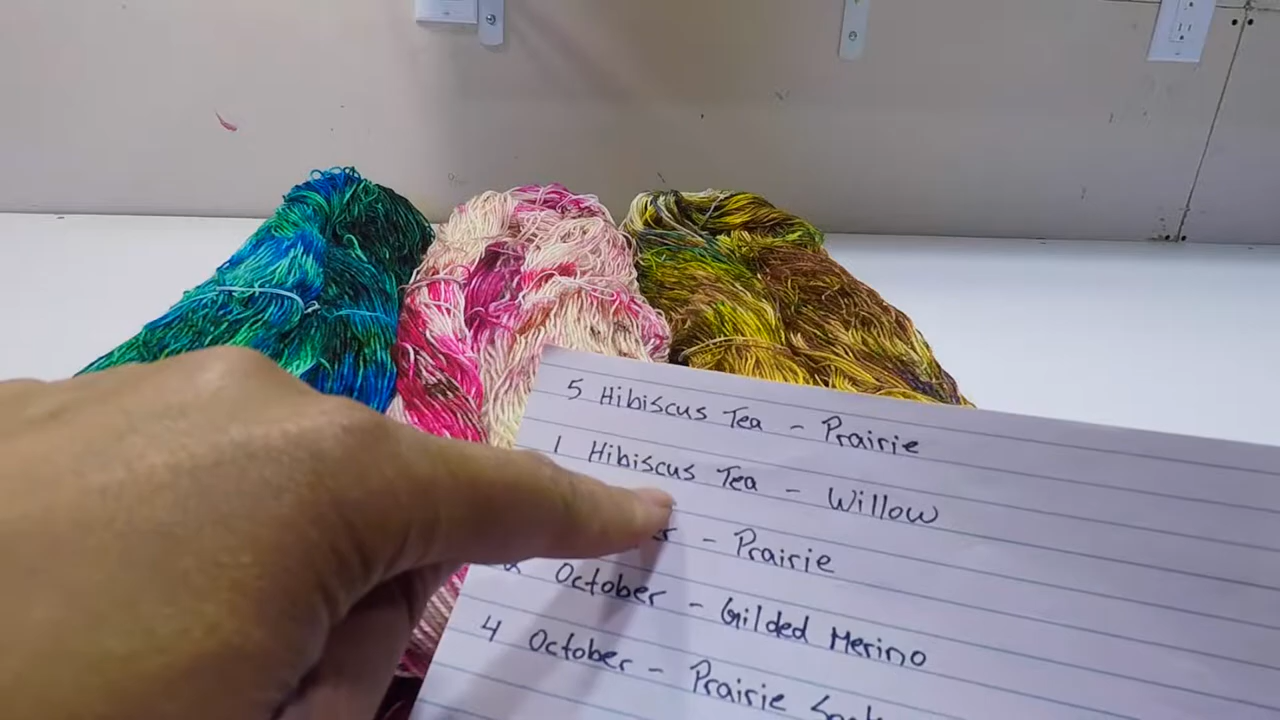 5 Hibiscus Tea - Prairie
1 Hibiscus Tea - Willow
- Prairie
October - Gilded Merino
4 October - Prairie